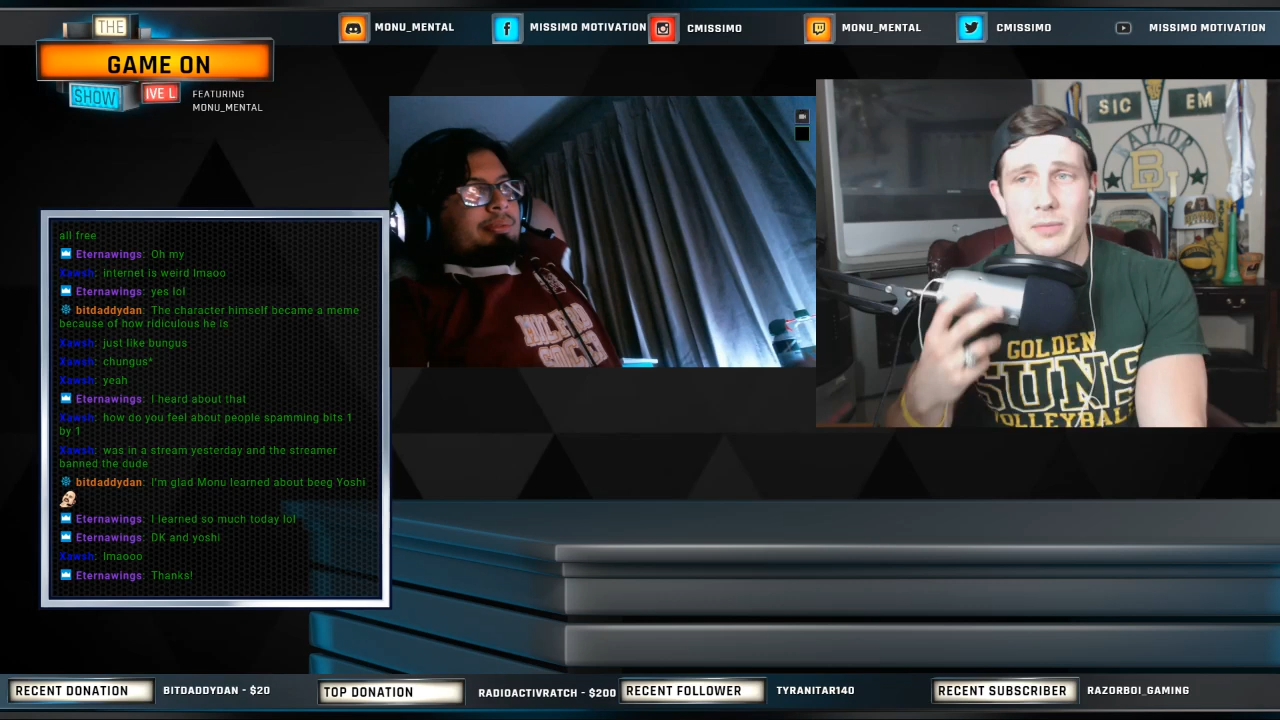 THE
GAME ON
SHOW
IVE L
FEATURING
MONU_MENTAL
MONU_MENTAL
MISSIMO MOTIVATION
CMISSIMO
MONU_MENTAL
CMISSIMO
MISSIMO MOTIVATION
all free
Eternawings: Oh my
Xawsh: internet is weird lmaoo
Eternawings: yes lol
bitdaddydan: The character himself became a meme
because of how ridiculous he is
Xawsh: just like bungus
Xawsh: chungus*
Xawsh: yeah
Eternawings: I heard about that
Xawsh: how do you feel about people spamming bits 1
by 1
Xawsh: was in a stream yesterday and the streamer
banned the dude
bitdaddydan: I'm glad Monu learned about beeg Yoshi
Eternawings: I learned so much today lol
Eternawings: DK and yoshi
Xawsh: lmaooo
Eternawings: Thanks!
SIC
EM
GOLDEN
SUNS
VOLLEYBALL
RECENT DONATION
BITDADDYDAN - $20
TOP DONATION
RADIOACTIVRATCH - $200
RECENT FOLLOWER
TYRANITAR140
RECENT SUBSCRIBER
RAZORBOI_GAMING